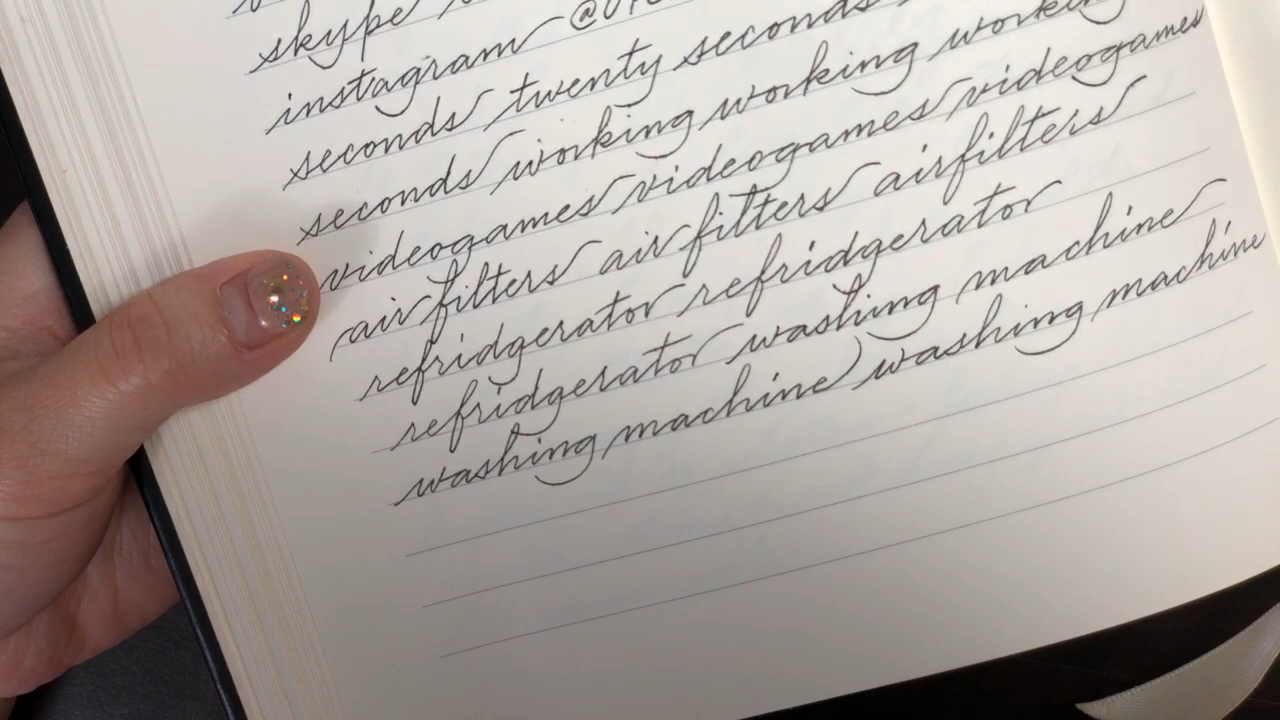 skype
instagram
seconds twenty seconds
seconds working working working
videogames videogames videogames
air filters air filters airfilters
refridgerator refridgerator
refridgerator washing machine
washing machine washing machine